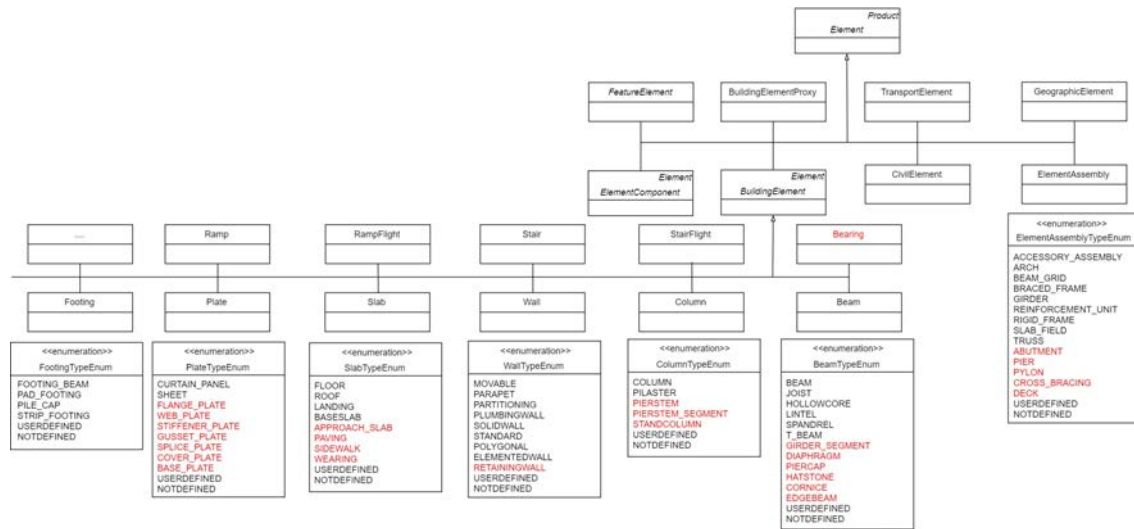 Product
Element
FeatureElement
BuildingElementProxy
TransportElement
GeographicElement
Element
ElementComponent
Element
BuildingElement
CivilElement
ElementAssembly
.....
Ramp
RampFlight
Stair
StairFlight
Bearing
Footing
Plate
Slab
Wall
Column
Beam
<<enumeration>>
FootingTypeEnum
FOOTING_BEAM
PAD_FOOTING
PILE_CAP
STRIP_FOOTING
USERDEFINED
NOTDEFINED
<<enumeration>>
PlateTypeEnum
CURTAIN_PANEL
SHEET
FLANGE_PLATE
WEB_PLATE
STIFFENER_PLATE
GUSSET_PLATE
SPLICE_PLATE
COVER_PLATE
BASE_PLATE
USERDEFINED
NOTDEFINED
<<enumeration>>
SlabTypeEnum
FLOOR
ROOF
LANDING
BASESLAB
APPROACH_SLAB
PAVING
SIDEWALK
WEARING
USERDEFINED
NOTDEFINED
<<enumeration>>
WallTypeEnum
MOVABLE
PARAPET
PARTITIONING
PLUMBINGWALL
SOLIDWALL
STANDARD
POLYGONAL
ELEMENTEDWALL
RETAININGWALL
USERDEFINED
NOTDEFINED
<<enumeration>>
ColumnTypeEnum
COLUMN
PILASTER
PIERSTEM
PIERSTEM_SEGMENT
STANDCOLUMN
USERDEFINED
NOTDEFINED
<<enumeration>>
BeamTypeEnum
BEAM
JOIST
HOLLOWCORE
LINTEL
SPANDREL
T_BEAM
GIRDER_SEGMENT
DIAPHRAGM
PIERCAP
HATSTONE
CORNICE
EDGEBEAM
USERDEFINED
NOTDEFINED
<<enumeration>>
ElementAssemblyTypeEnum
ACCESSORY_ASSEMBLY
ARCH
BEAM_GRID
BRACED_FRAME
GIRDER
REINFORCEMENT_UNIT
RIGID_FRAME
SLAB_FIELD
TRUSS
ABUTMENT
PIER
PYLON
CROSS_BRACING
DECK
USERDEFINED
NOTDEFINED